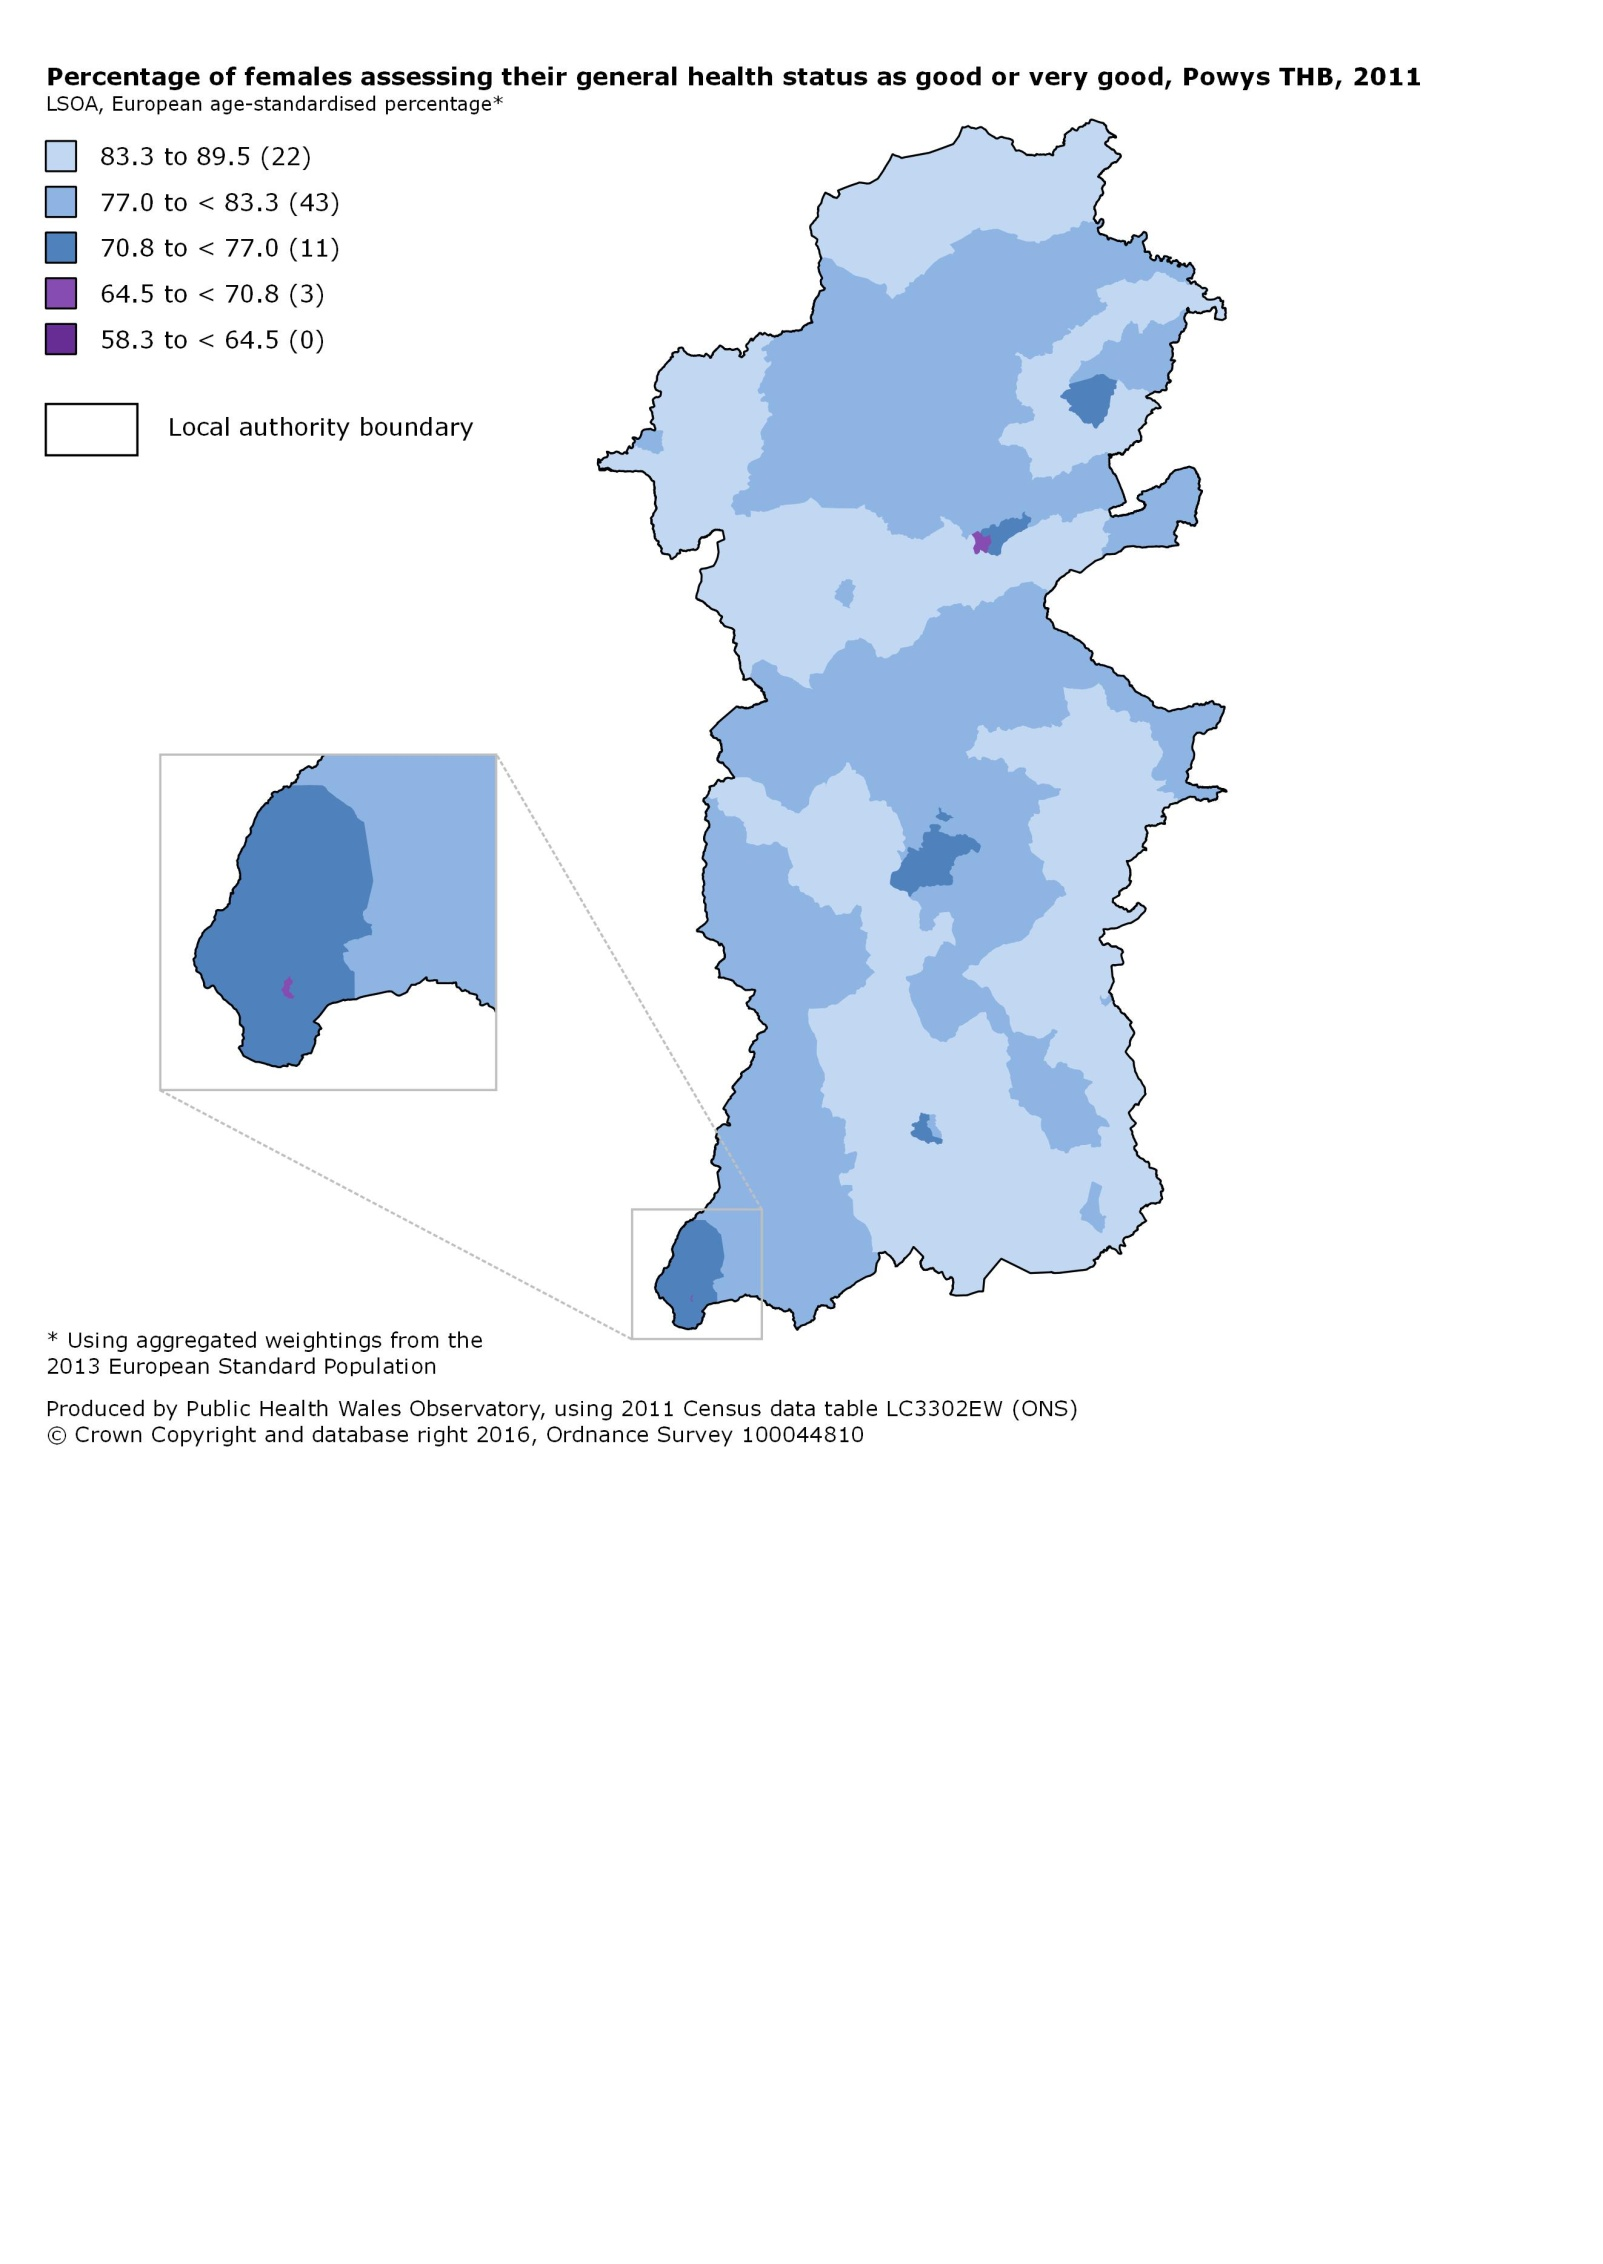 Percentage of females assessing their general health status as good or very good, Powys THB, 2011
LSOA, European age-standardised percentage*
83.3 to 89.5 (22)
77.0 to < 83.3 (43)
70.8 to < 77.0 (11)
64.5 to < 70.8 (3)
58.3 to < 64.5 (0)
Local authority boundary
* Using aggregated weightings from the
2013 European Standard Population
Produced by Public Health Wales Observatory, using 2011 Census data table LC3302EW (ONS)
© Crown Copyright and database right 2016, Ordnance Survey 100044810